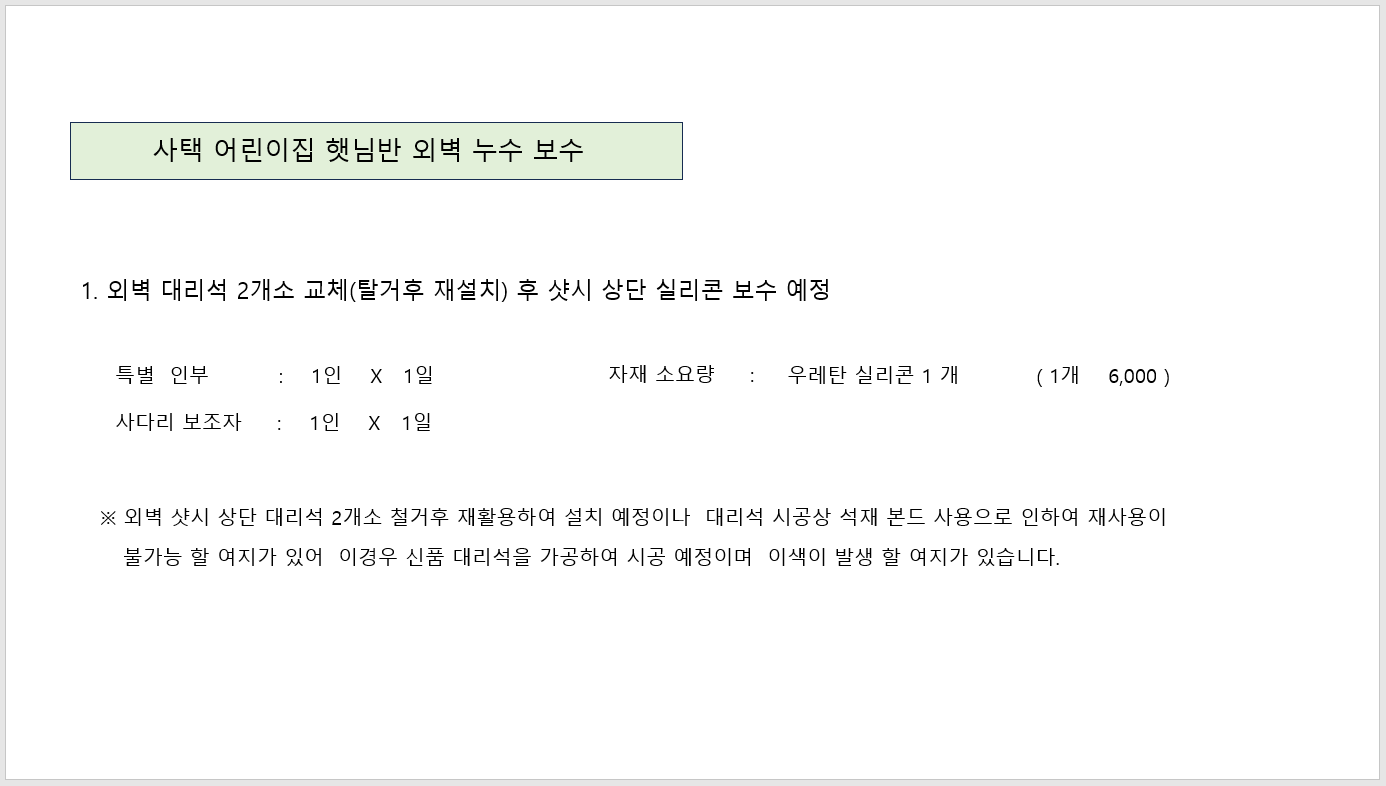 사택 어린이집 햇님반 외벽 누수 보수
1. 외벽 대리석 2개소 교체(탈거후 재설치) 후 샷시 상단 실리콘 보수 예정
특별 인부 : 1인 X 1일 자재 소요량 : 우레탄 실리콘 1 개 ( 1개 6,000 )
사다리 보조자 : 1인 X 1일
※ 외벽 샷시 상단 대리석 2개소 철거후 재활용하여 설치 예정이나 대리석 시공상 석재 본드 사용으로 인하여 재사용이
불가능 할 여지가 있어 이경우 신품 대리석을 가공하여 시공 예정이며 이색이 발생 할 여지가 있습니다.